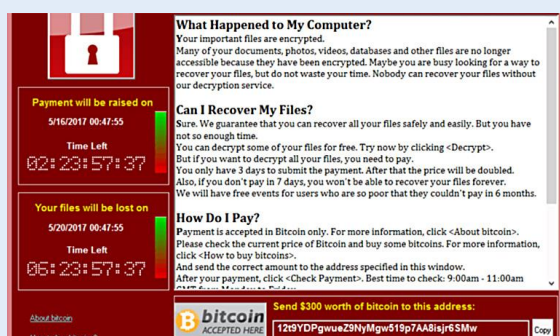 What Happened to My Computer?
Your important files are encrypted.
Many of your documents, photos, videos, databases and other files are no longer
accessible because they have been encrypted. Maybe you are busy looking for a way to
recover your files, but do not waste your time. Nobody can recover your files without
our decryption service.
Can I Recover My Files?
Sure. We guarantee that you can recover all your files safely and easily. But you have
not so enough time.
You can decrypt some of your files for free. Try now by clicking <Decrypt>.
But if you want to decrypt all your files, you need to pay.
You only have 3 days to submit the payment. After that the price will be doubled.
Also, if you don't pay in 7 days, you won't be able to recover your files forever.
We will have free events for users who are so poor that they couldn't pay in 6 months.
How Do I Pay?
Payment is accepted in Bitcoin only. For more information, click <About bitcoin>.
Please check the current price of Bitcoin and buy some bitcoins. For more information,
click <How to buy bitcoins>.
And send the correct amount to the address specified in this window.
After your payment, click <Check Payment>. Best time to check: 9:00am - 11:00am
GMT from Monday to Friday.
Payment will be raised on
5/16/2017 00:47:55
Time Left
02:23:57:37
Your files will be lost on
5/20/2017 00:47:55
Time Left
06:23:57:37
About bitcoin
bitcoin
ACCEPTED HERE
Send $300 worth of bitcoin to this address:
12t9YDPgwueZ9NyMgw519p7AA8isjr6SMw
Copy